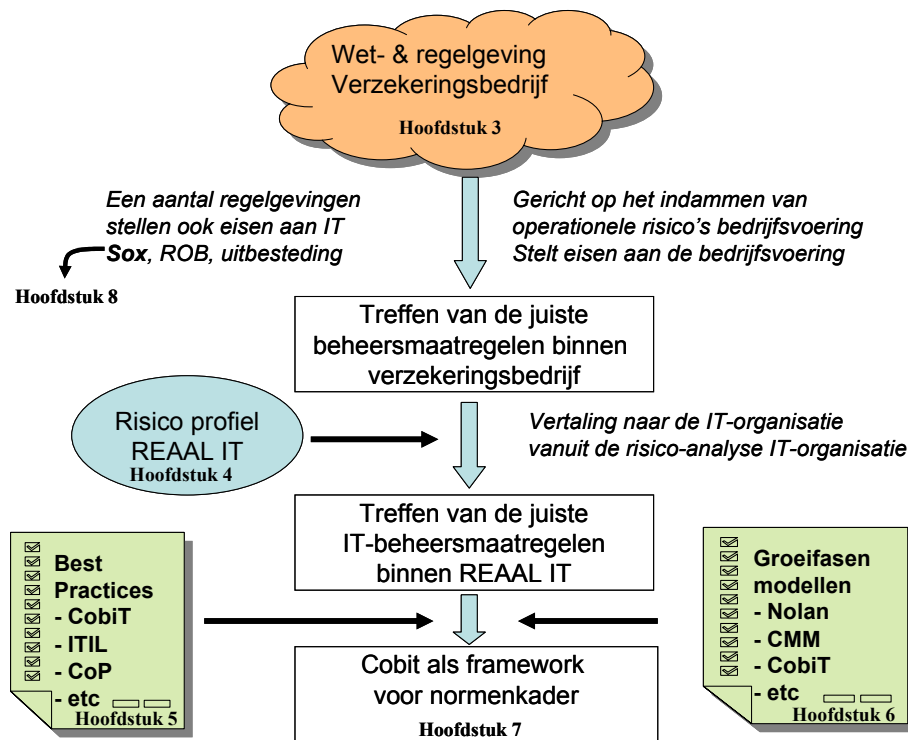 Wet- & regelgeving
Verzekeringsbedrijf
Hoofdstuk 3
Een aantal regelgevingen
stellen ook eisen aan IT
Sox, ROB, uitbesteding
Hoofdstuk 8
Gericht op het indammen van
operationele risico's bedrijfsvoering
Stelt eisen aan de bedrijfsvoering
Treffen van de juiste
beheersmaatregelen binnen
verzekeringsbedrijf
Risico profiel
REAAL IT
Hoofdstuk 4
Vertaling naar de IT-organisatie
vanuit de risico-analyse IT-organisatie
Treffen van de juiste
IT-beheersmaatregelen
binnen REAAL IT
Best
Practices
- CobiT
- ITIL
- CoP
- etc
Hoofdstuk 5
Groeifasen
modellen
- Nolan
- CMM
- CobiT
- etc
Hoofdstuk 6
Cobit als framework
voor normenkader
Hoofdstuk 7